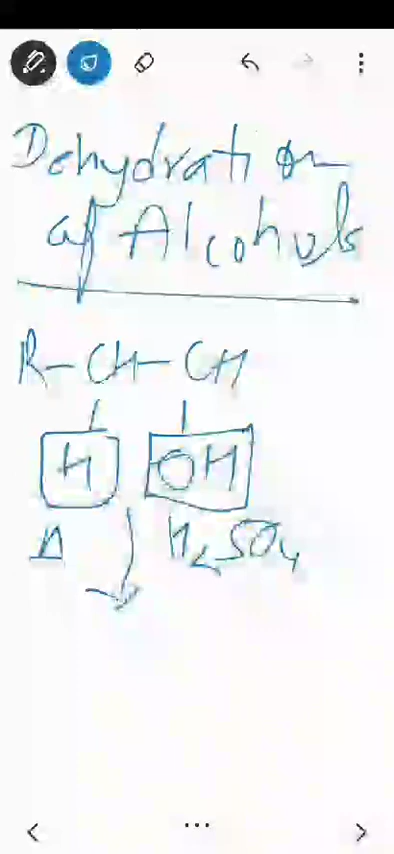 Dehydration
of Alcohols
R-CH-CH
H OH
Δ H2SO4